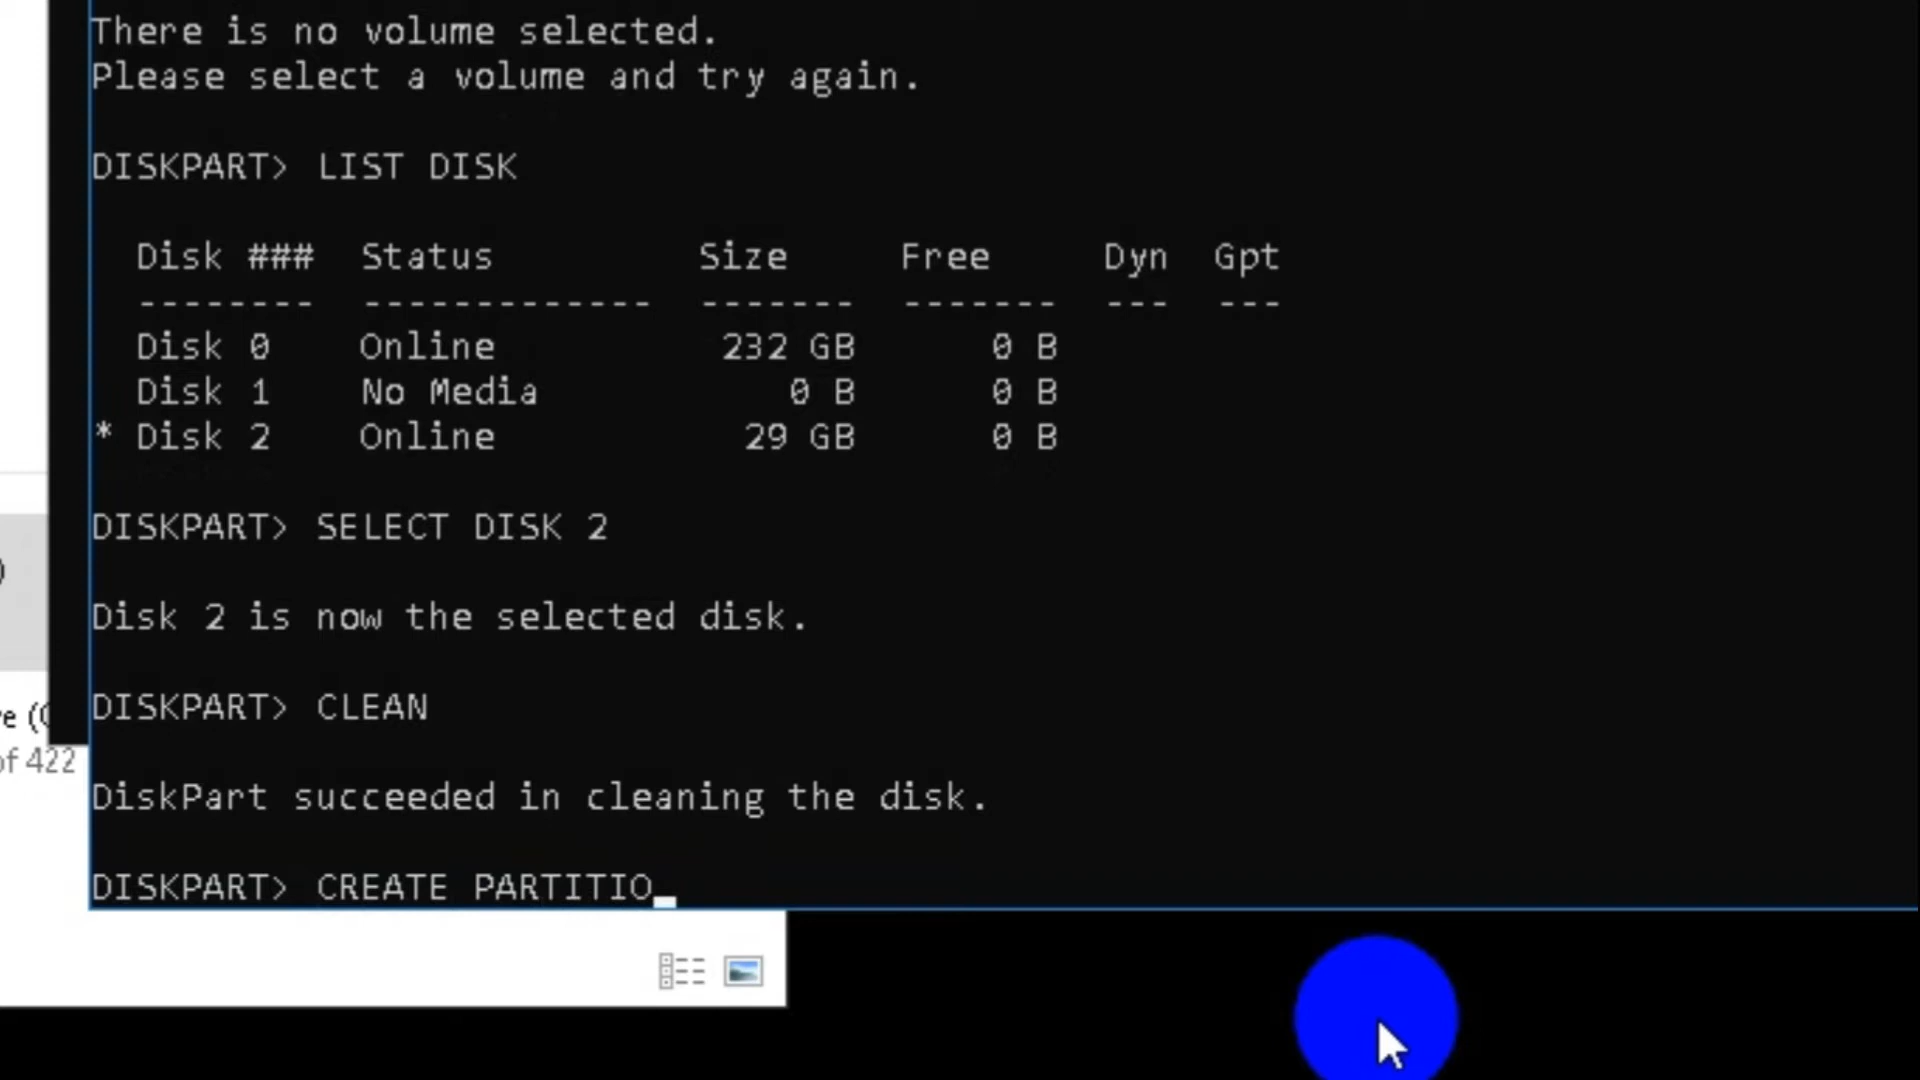 There is no volume selected.
Please select a volume and try again.
DISKPART> LIST DISK
Disk ### Status Size Free Dyn Gpt
-------- ------------- ------- ------- --- ---
Disk 0 Online 232 GB 0 B
Disk 1 No Media 0 B 0 B
* Disk 2 Online 29 GB 0 B
DISKPART> SELECT DISK 2
)
Disk 2 is now the selected disk.
DISKPART> CLEAN
of 422
DiskPart succeeded in cleaning the disk.
DISKPART> CREATE PARTITIO_